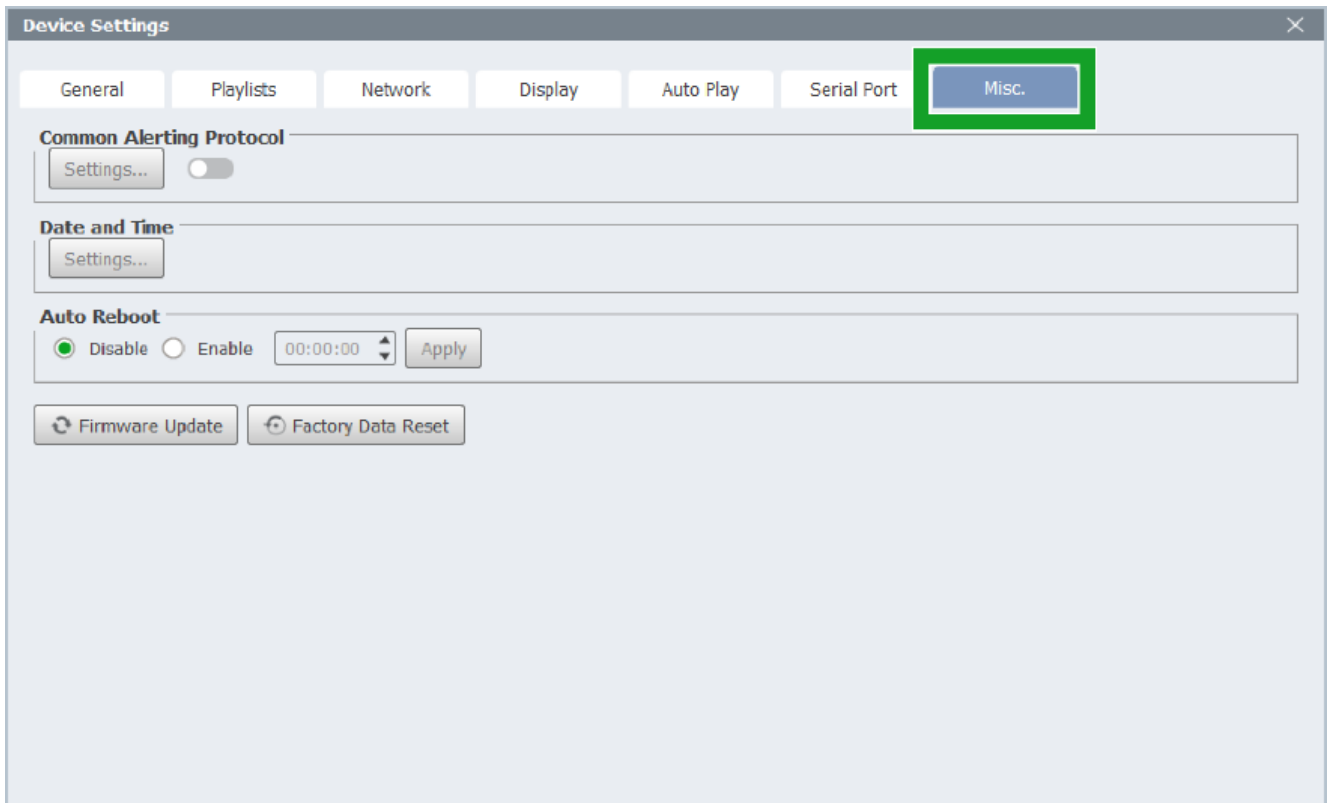 Device Settings
General Playlists Network Display Auto Play Serial Port Misc.
Common Alerting Protocol
Settings...
Date and Time
Settings...
Auto Reboot
Disable Enable 00:00:00 Apply
Firmware Update Factory Data Reset